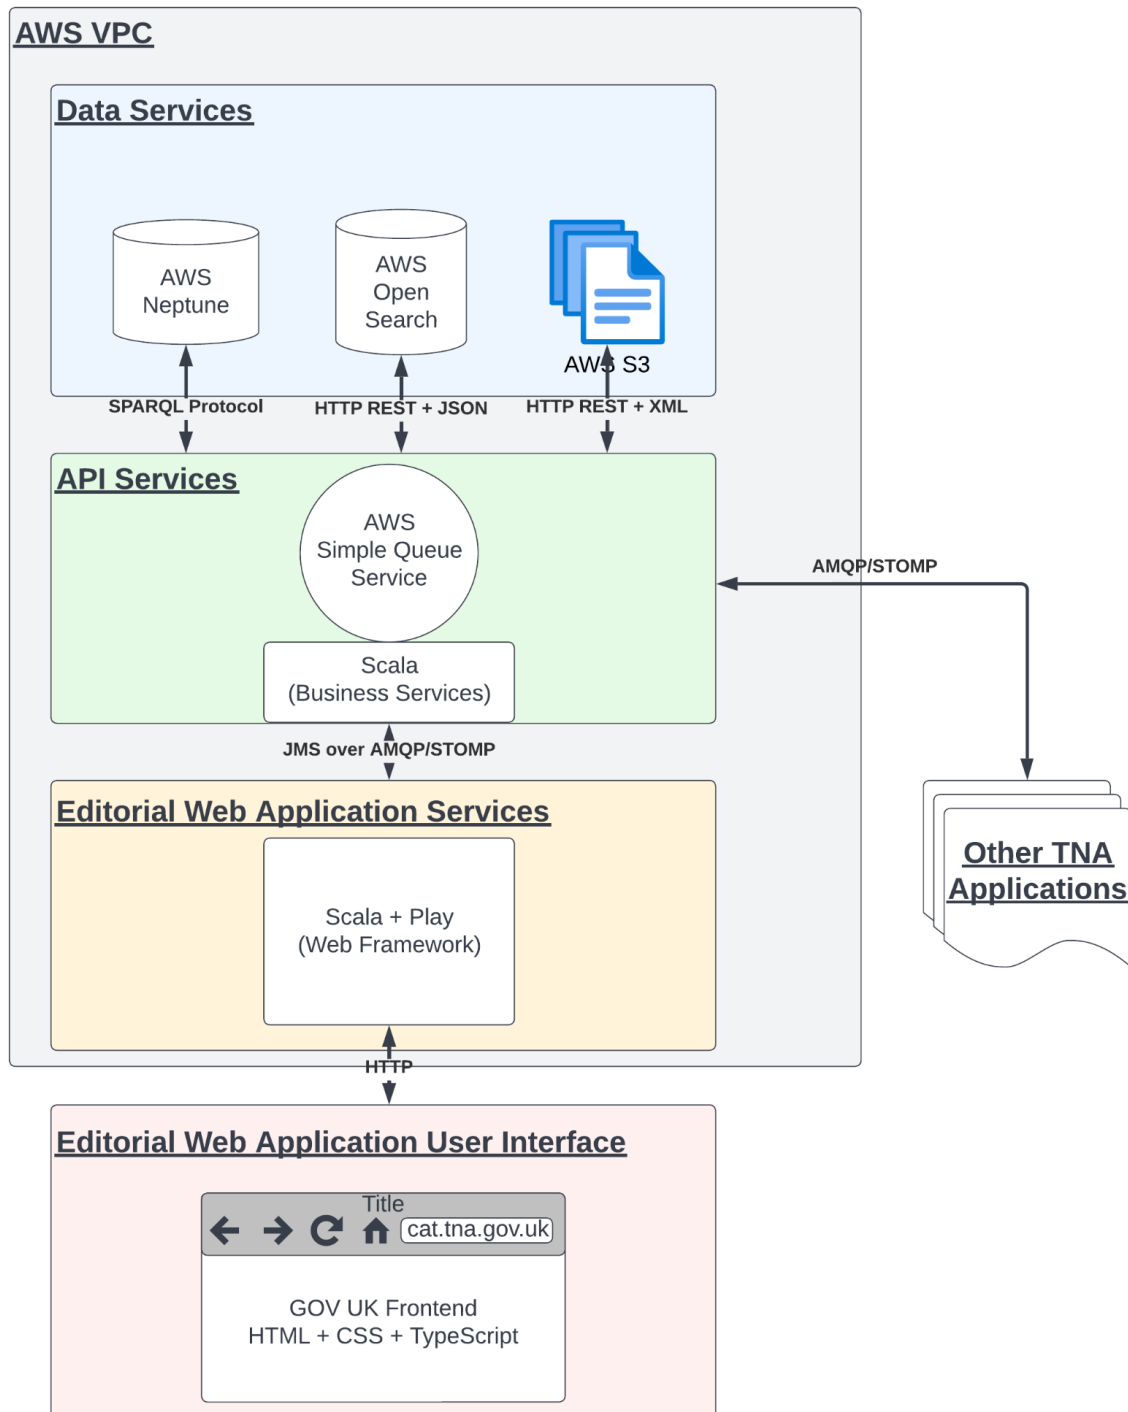 AWS VPC
Data Services
AWS
Neptune
AWS
Open
Search
AWS S3
SPARQL Protocol
HTTP REST + JSON
HTTP REST + XML
API Services
AWS
Simple Queue
Service
Scala
(Business Services)
AMQP/STOMP
JMS over AMQP/STOMP
Editorial Web Application Services
Scala + Play
(Web Framework)
Other TNA
Applications
HTTP
Editorial Web Application User Interface
Title
cat.tna.gov.uk
GOV UK Frontend
HTML + CSS + TypeScript